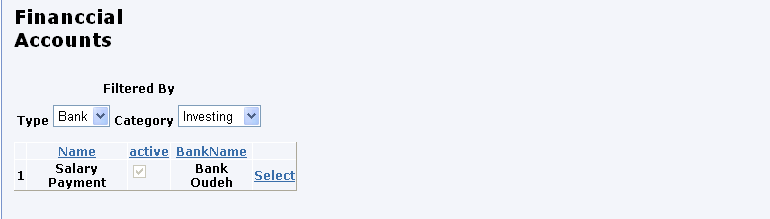 Financcial
Accounts
Filtered By
Type Bank Category Investing
Name active BankName
1 Salary Payment Bank Oudeh Select